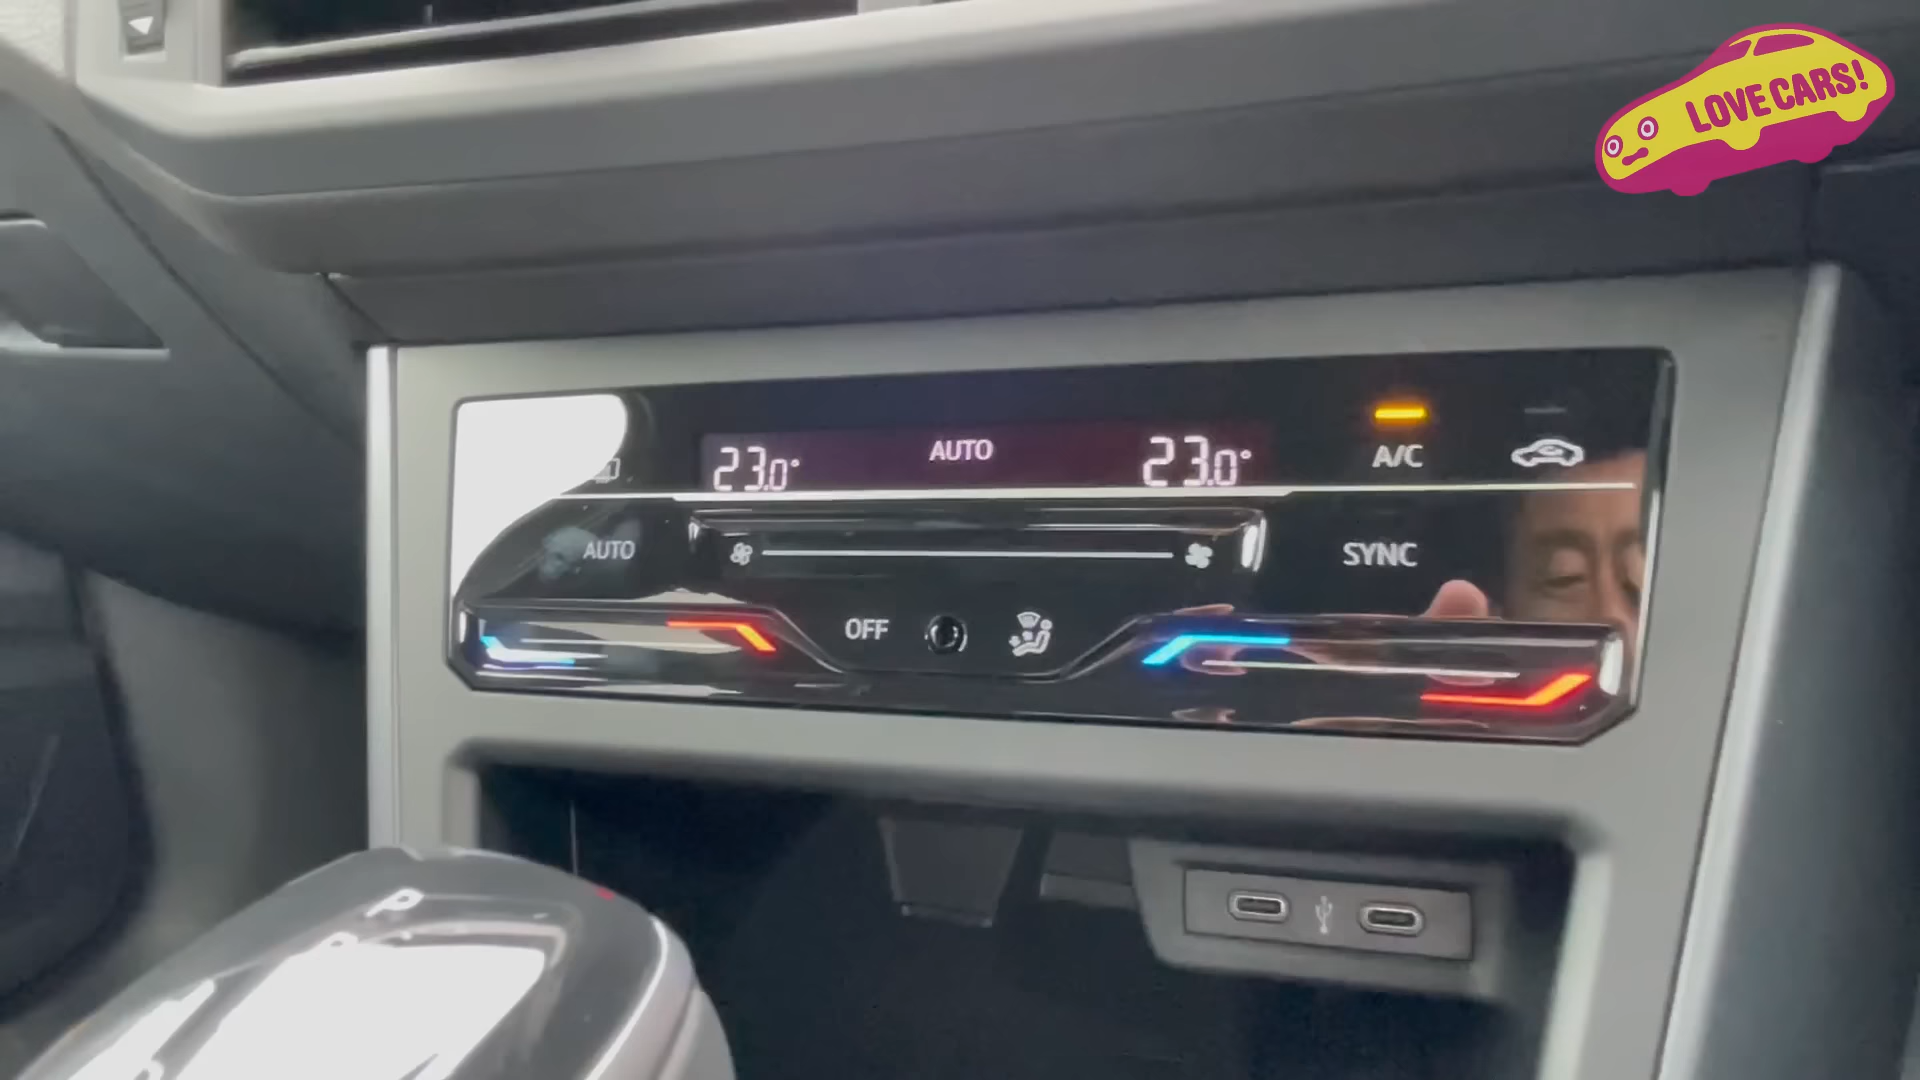 LOVE CARS!
23.0° AUTO 23.0° A/C
AUTO SYNC
OFF
P